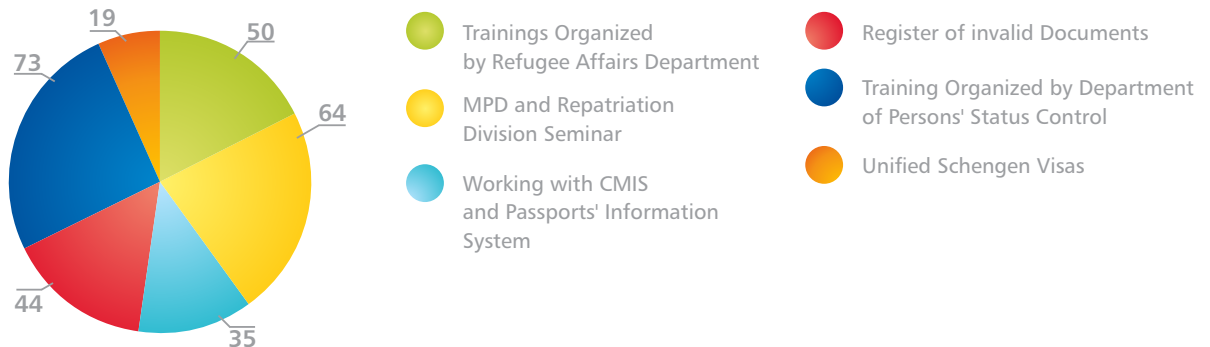 19
50
73
64
44
35
Trainings Organized
by Refugee Affairs Department
MPD and Repatriation
Division Seminar
Working with CMIS
and Passports' Information
System
Register of invalid Documents
Training Organized by Department
of Persons' Status Control
Unified Schengen Visas